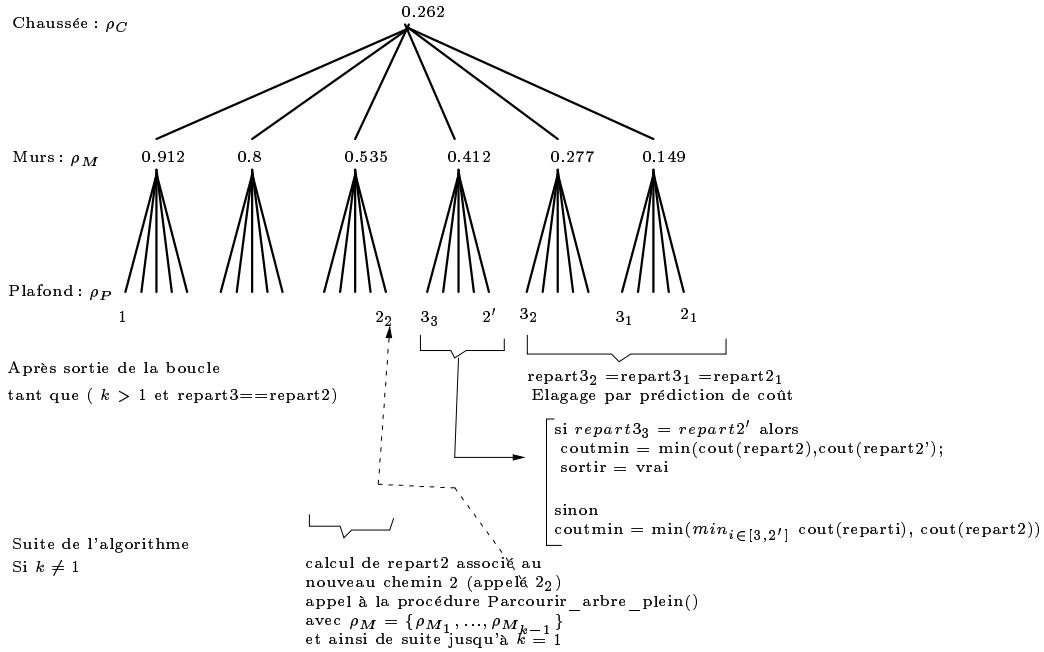 0.262
Chaussée : ρ_C
Murs : ρ_M 0.912 0.8 0.535 0.412 0.277 0.149
Plafond : ρ_P
1 2_2 3_3 2′ 3_2 3_1 2_1
Après sortie de la boucle
tant que ( k > 1 et repart3==repart2)
repart3_2 =repart3_1 =repart2_1
Elagage par prédiction de coût
si repart3_3 = repart2′ alors
coutmin = min(cout(repart2),cout(repart2');
sortir = vrai
sinon
coutmin = min(min_{i∈[3,2′]} cout(reparti), cout(repart2))
Suite de l'algorithme
Si k ≠ 1
calcul de repart2 associé au
nouveau chemin 2 (appelé 2_2)
appel à la procédure Parcourir_arbre_plein()
avec ρ_M = {ρ_{M_1}, ..., ρ_{M_{k−1}}}
et ainsi de suite jusqu'à k = 1